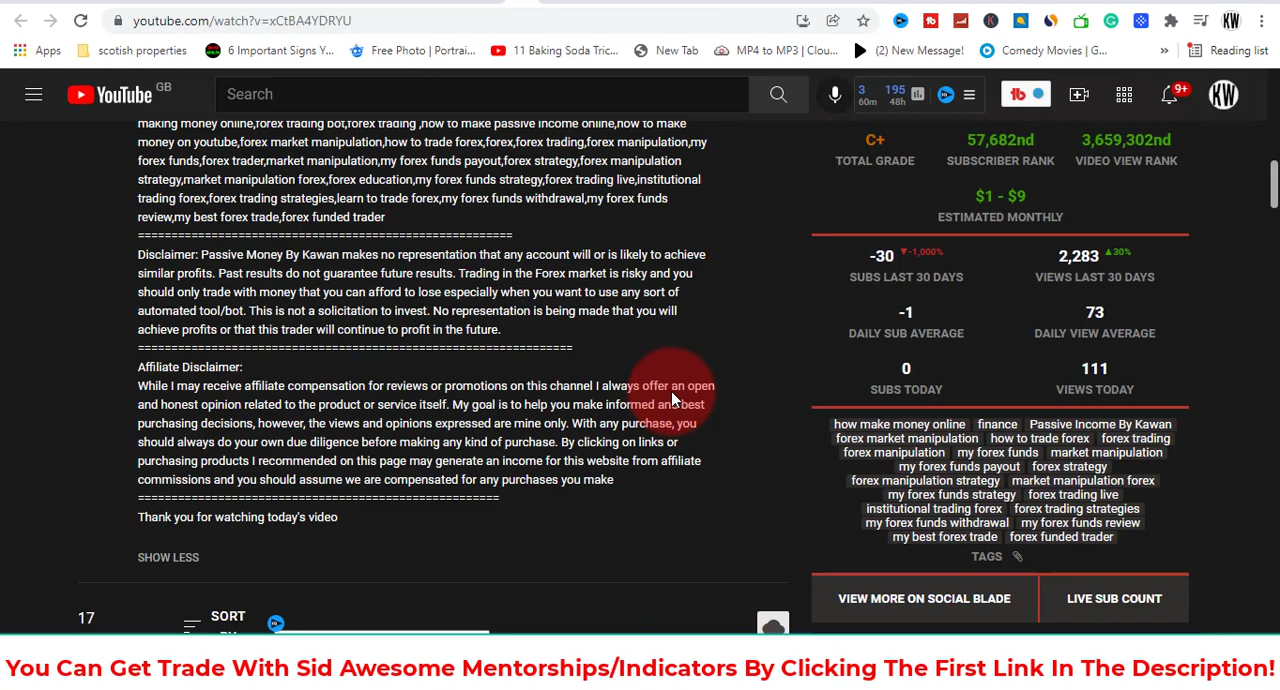 youtube.com/watch?v=xCtBA4YDRYU
KW
Apps
scotish properties
6 Important Signs Y...
Free Photo | Portrai...
11 Baking Soda Tric...
New Tab
MP4 to MP3 | Clou...
(2) New Message!
Comedy Movies | G...
»
Reading list
YouTube GB
Search
3 60m
195 48h
9+
KW
making money online,forex trading bot,forex trading ,how to make passive income online,how to make
money on youtube,forex market manipulation,how to trade forex,forex trading,forex manipulation,my
forex funds,forex trader,market manipulation,my forex funds payout,forex strategy,forex manipulation
strategy,market manipulation forex,forex education,my forex funds strategy,forex trading live,institutional
trading forex,forex trading strategies,learn to trade forex,my forex funds withdrawal,my forex funds
review,my best forex trade,forex funded trader
========================================================
Disclaimer: Passive Money By Kawan makes no representation that any account will or is likely to achieve
similar profits. Past results do not guarantee future results. Trading in the Forex market is risky and you
should only trade with money that you can afford to lose especially when you want to use any sort of
automated tool/bot. This is not a solicitation to invest. No representation is being made that you will
achieve profits or that this trader will continue to profit in the future.
=================================================================
Affiliate Disclaimer:
While I may receive affiliate compensation for reviews or promotions on this channel I always offer an open
and honest opinion related to the product or service itself. My goal is to help you make informed and best
purchasing decisions, however, the views and opinions expressed are mine only. With any purchase, you
should always do your own due diligence before making any kind of purchase. By clicking on links or
purchasing products I recommended on this page may generate an income for this website from affiliate
commissions and you should assume we are compensated for any purchases you make
======================================================
Thank you for watching today's video
SHOW LESS
17
SORT
C+
TOTAL GRADE
57,682nd
SUBSCRIBER RANK
3,659,302nd
VIDEO VIEW RANK
$1 - $9
ESTIMATED MONTHLY
-30 ▼-1,000%
SUBS LAST 30 DAYS
2,283 ▲30%
VIEWS LAST 30 DAYS
-1
DAILY SUB AVERAGE
73
DAILY VIEW AVERAGE
0
SUBS TODAY
111
VIEWS TODAY
how make money online finance Passive Income By Kawan
forex market manipulation how to trade forex forex trading
forex manipulation my forex funds market manipulation
my forex funds payout forex strategy
forex manipulation strategy market manipulation forex
my forex funds strategy forex trading live
institutional trading forex forex trading strategies
my forex funds withdrawal my forex funds review
my best forex trade forex funded trader
TAGS
VIEW MORE ON SOCIAL BLADE
LIVE SUB COUNT
You Can Get Trade With Sid Awesome Mentorships/Indicators By Clicking The First Link In The Description!